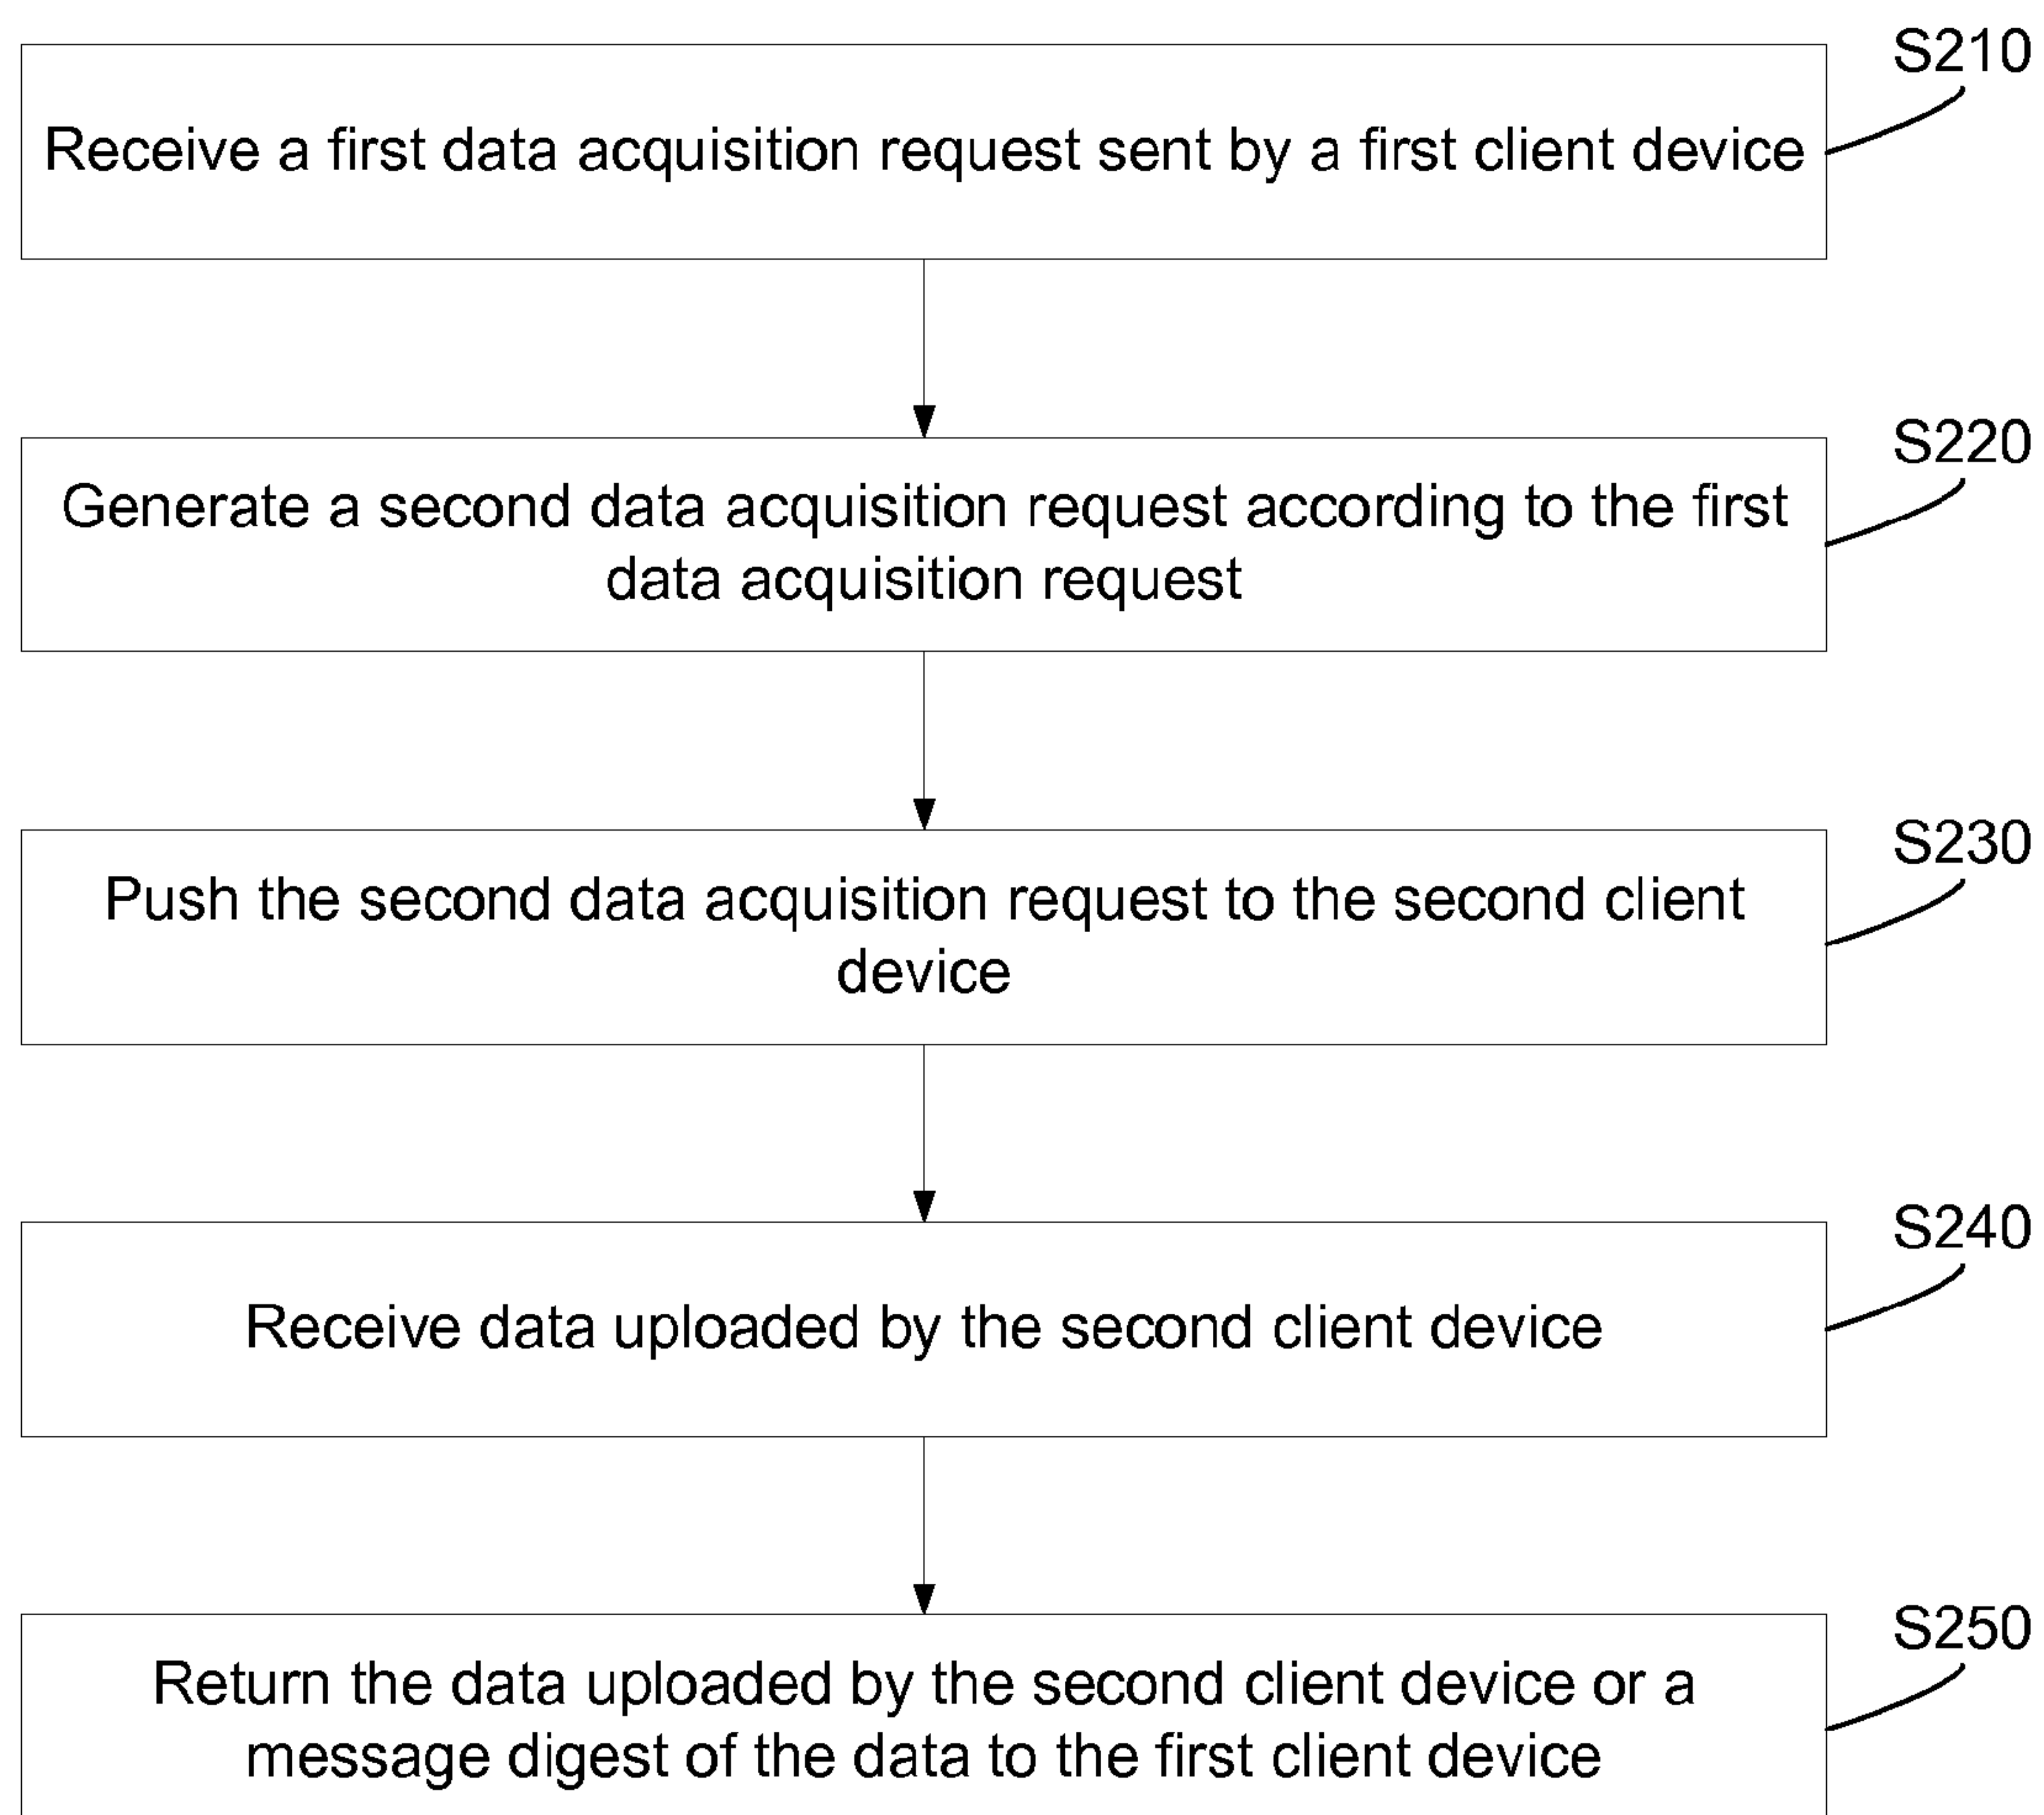 S210
Receive a first data acquisition request sent by a first client device
S220
Generate a second data acquisition request according to the first
data acquisition request
S230
Push the second data acquisition request to the second client
device
S240
Receive data uploaded by the second client device
S250
Return the data uploaded by the second client device or a
message digest of the data to the first client device